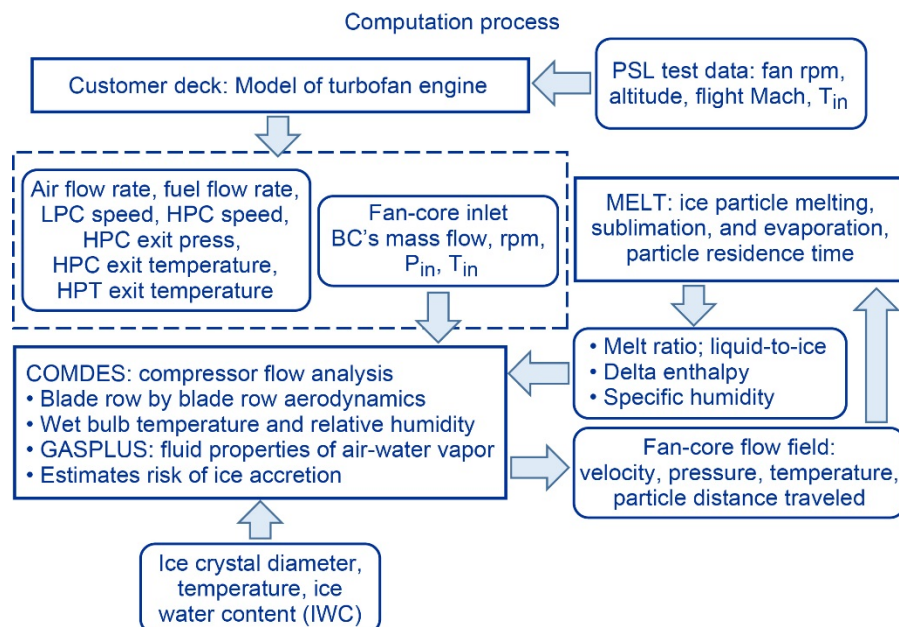 Computation process
Customer deck: Model of turbofan engine
PSL test data: fan rpm,
altitude, flight Mach, Tin
Air flow rate, fuel flow rate,
LPC speed, HPC speed,
HPC exit press,
HPC exit temperature,
HPT exit temperature
Fan-core inlet
BC's mass flow, rpm,
Pin, Tin
MELT: ice particle melting,
sublimation, and evaporation,
particle residence time
• Melt ratio; liquid-to-ice
• Delta enthalpy
• Specific humidity
COMDES: compressor flow analysis
• Blade row by blade row aerodynamics
• Wet bulb temperature and relative humidity
• GASPLUS: fluid properties of air-water vapor
• Estimates risk of ice accretion
Fan-core flow field:
velocity, pressure, temperature,
particle distance traveled
Ice crystal diameter,
temperature, ice
water content (IWC)